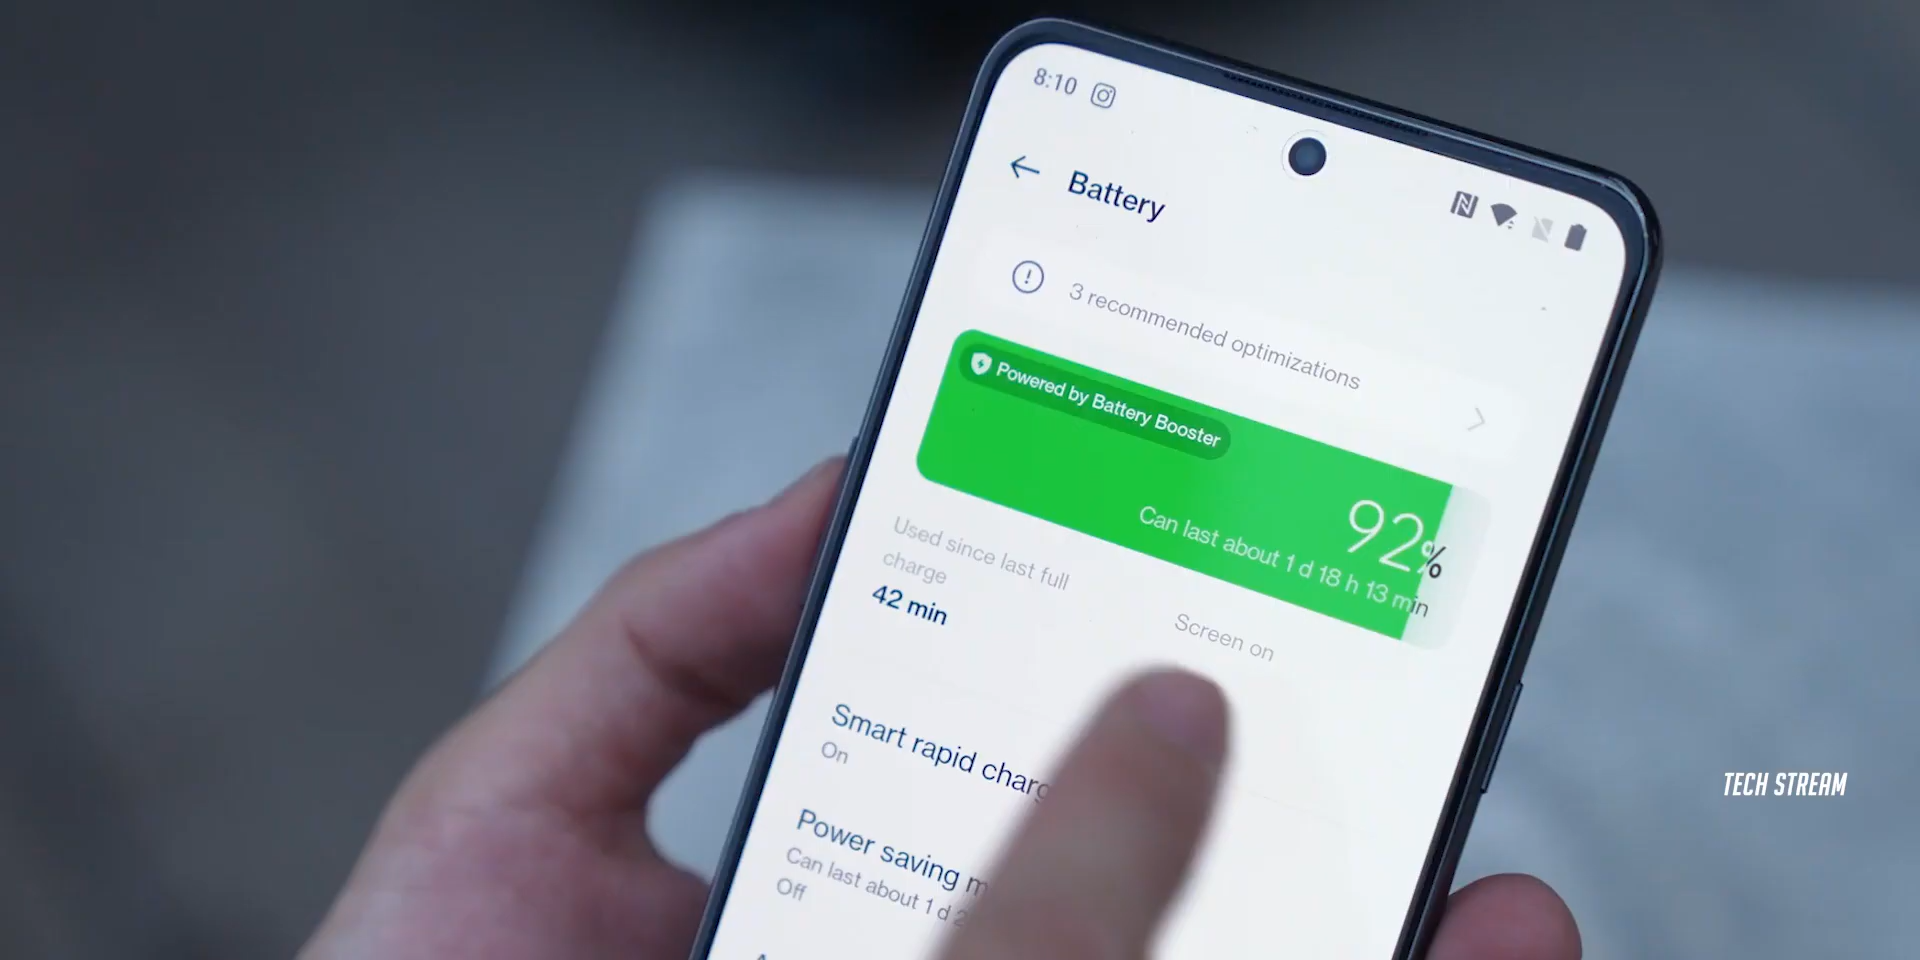 8:10
Battery
3 recommended optimizations
Powered by Battery Booster
92%
Can last about 1 d 18 h 13 min
Used since last full
charge
42 min
Screen on
Smart rapid
On
Power saving
Can last about 1 d
Off
TECH STREAM